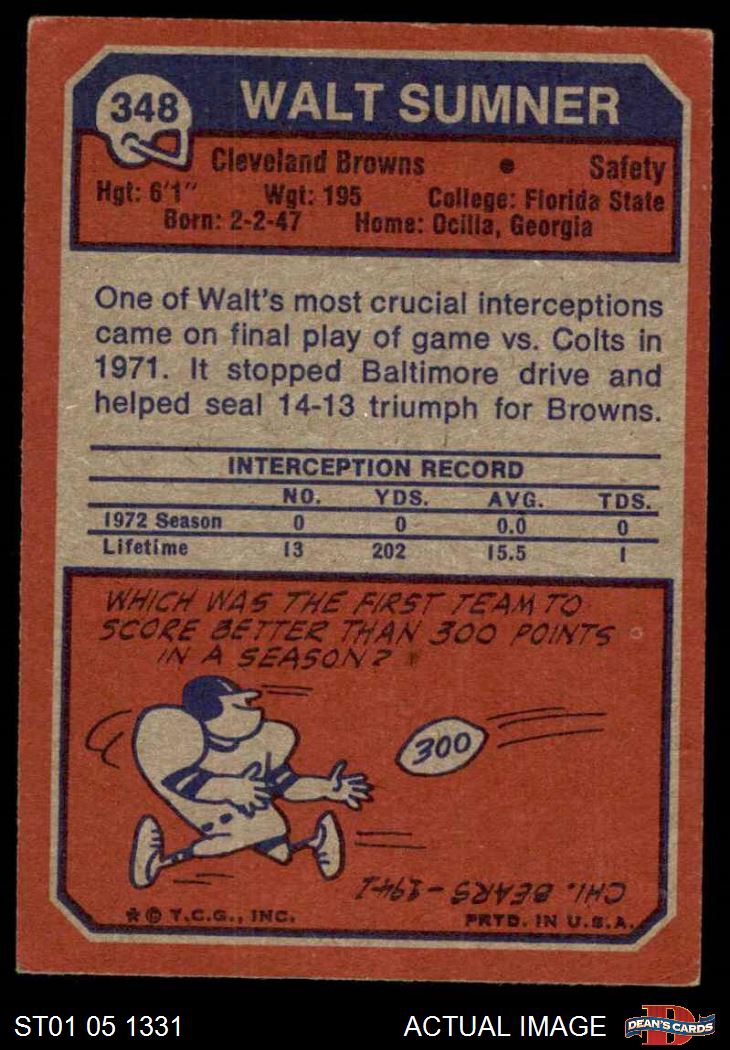 348
WALT SUMNER
Cleveland Browns • Safety
Hgt: 6'1" Wgt: 195 College: Florida State
Born: 2-2-47 Home: Ocilla, Georgia
One of Walt's most crucial interceptions
came on final play of game vs. Colts in
1971. It stopped Baltimore drive and
helped seal 14-13 triumph for Browns.
INTERCEPTION RECORD
NO. YDS. AVG. TDS.
1972 Season 0 0 0.0 0
Lifetime 13 202 15.5 1
WHICH WAS THE FIRST TEAM TO
SCORE BETTER THAN 300 POINTS
IN A SEASON?
300
CHI. BEARS - 1941
★ © T.C.G., INC. PRTD. IN U.S.A.
ST01 05 1331 ACTUAL IMAGE DEAN'S CARDS